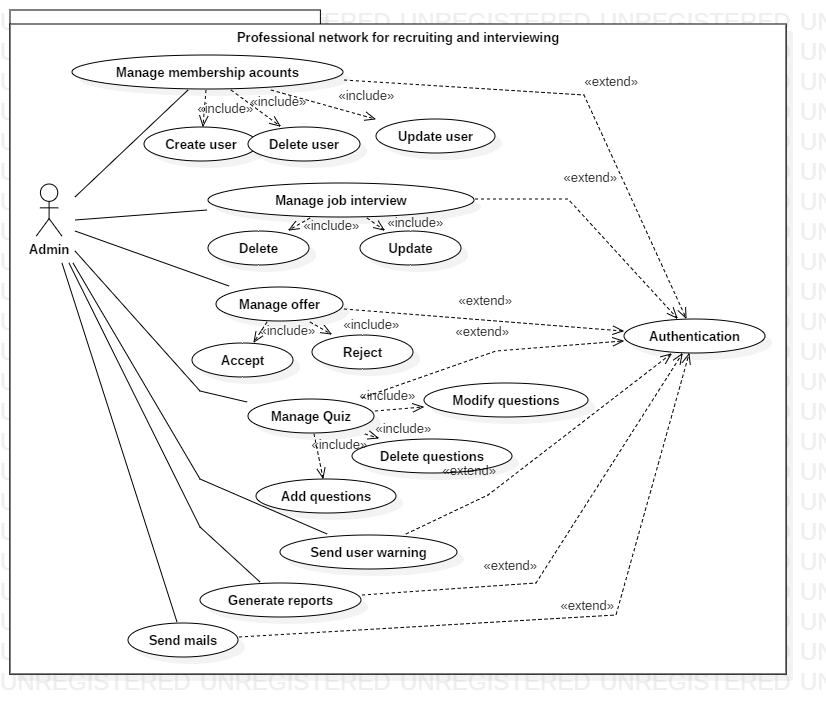 Professional network for recruiting and interviewing
Manage membership acounts
«extend»
«include»
«include»
«include»
Create user
Delete user
Update user
«extend»
Manage job interview
Admin
«include»
«include»
Delete
Update
Manage offer
«extend»
«include»
«include»
«extend»
Authentication
Accept
Reject
«include»
Manage Quiz
Modify questions
«include»
«include»
Delete questions
«extend»
Add questions
Send user warning
«extend»
Generate reports
«extend»
Send mails
UNREGISTERED UNREGISTERED UNREGISTERED UNREGISTERED UN